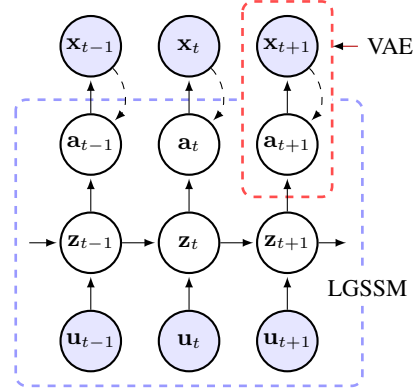 x_{t−1} x_t x_{t+1} VAE
a_{t−1} a_t a_{t+1}
z_{t−1} z_t z_{t+1}
LGSSM
u_{t−1} u_t u_{t+1}